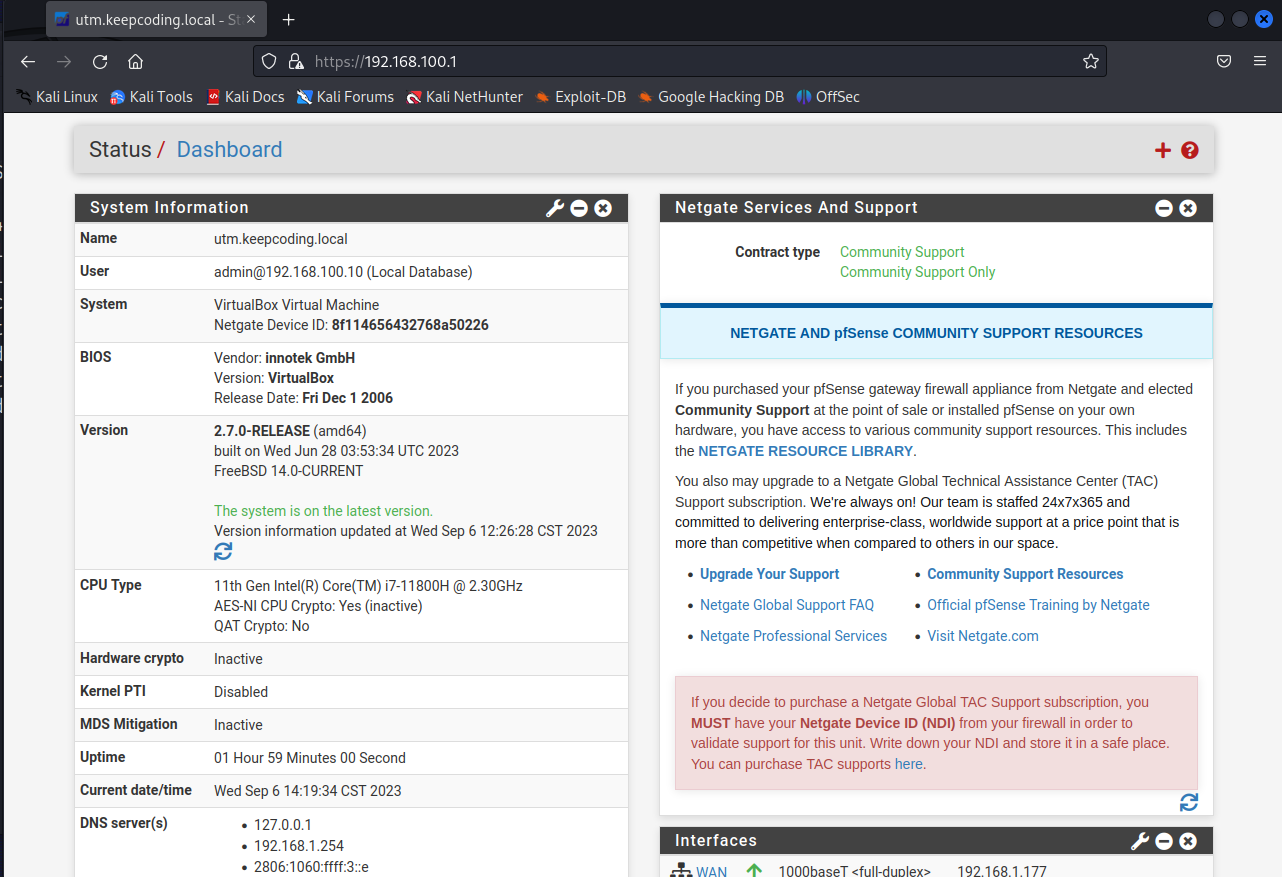 utm.keepcoding.local - St
https://192.168.100.1
Kali Linux
Kali Tools
Kali Docs
Kali Forums
Kali NetHunter
Exploit-DB
Google Hacking DB
OffSec
Status / Dashboard
System Information
Name
utm.keepcoding.local
User
admin@192.168.100.10 (Local Database)
System
VirtualBox Virtual Machine
Netgate Device ID: 8f114656432768a50226
BIOS
Vendor: innotek GmbH
Version: VirtualBox
Release Date: Fri Dec 1 2006
Version
2.7.0-RELEASE (amd64)
built on Wed Jun 28 03:53:34 UTC 2023
FreeBSD 14.0-CURRENT
The system is on the latest version.
Version information updated at Wed Sep 6 12:26:28 CST 2023
CPU Type
11th Gen Intel(R) Core(TM) i7-11800H @ 2.30GHz
AES-NI CPU Crypto: Yes (inactive)
QAT Crypto: No
Hardware crypto
Inactive
Kernel PTI
Disabled
MDS Mitigation
Inactive
Uptime
01 Hour 59 Minutes 00 Second
Current date/time
Wed Sep 6 14:19:34 CST 2023
DNS server(s)
127.0.0.1
192.168.1.254
2806:1060:ffff:3::e
Netgate Services And Support
Contract type
Community Support
Community Support Only
NETGATE AND pfSense COMMUNITY SUPPORT RESOURCES
If you purchased your pfSense gateway firewall appliance from Netgate and elected
Community Support at the point of sale or installed pfSense on your own
hardware, you have access to various community support resources. This includes
the NETGATE RESOURCE LIBRARY.
You also may upgrade to a Netgate Global Technical Assistance Center (TAC)
Support subscription. We're always on! Our team is staffed 24x7x365 and
committed to delivering enterprise-class, worldwide support at a price point that is
more than competitive when compared to others in our space.
Upgrade Your Support
Community Support Resources
Netgate Global Support FAQ
Official pfSense Training by Netgate
Netgate Professional Services
Visit Netgate.com
If you decide to purchase a Netgate Global TAC Support subscription, you
MUST have your Netgate Device ID (NDI) from your firewall in order to
validate support for this unit. Write down your NDI and store it in a safe place.
You can purchase TAC supports here.
Interfaces
WAN
1000baseT <full-duplex>
192.168.1.177